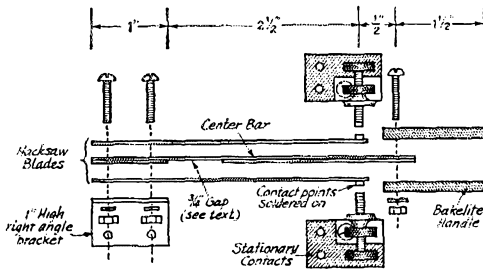 1"
2½"
½"
1½"
Hacksaw
Blades
Center Bar
1" High
right angle
bracket
¾" Gap
(see text)
Contact points
Soldered on
Stationary
Contacts
Bakelite
Handle